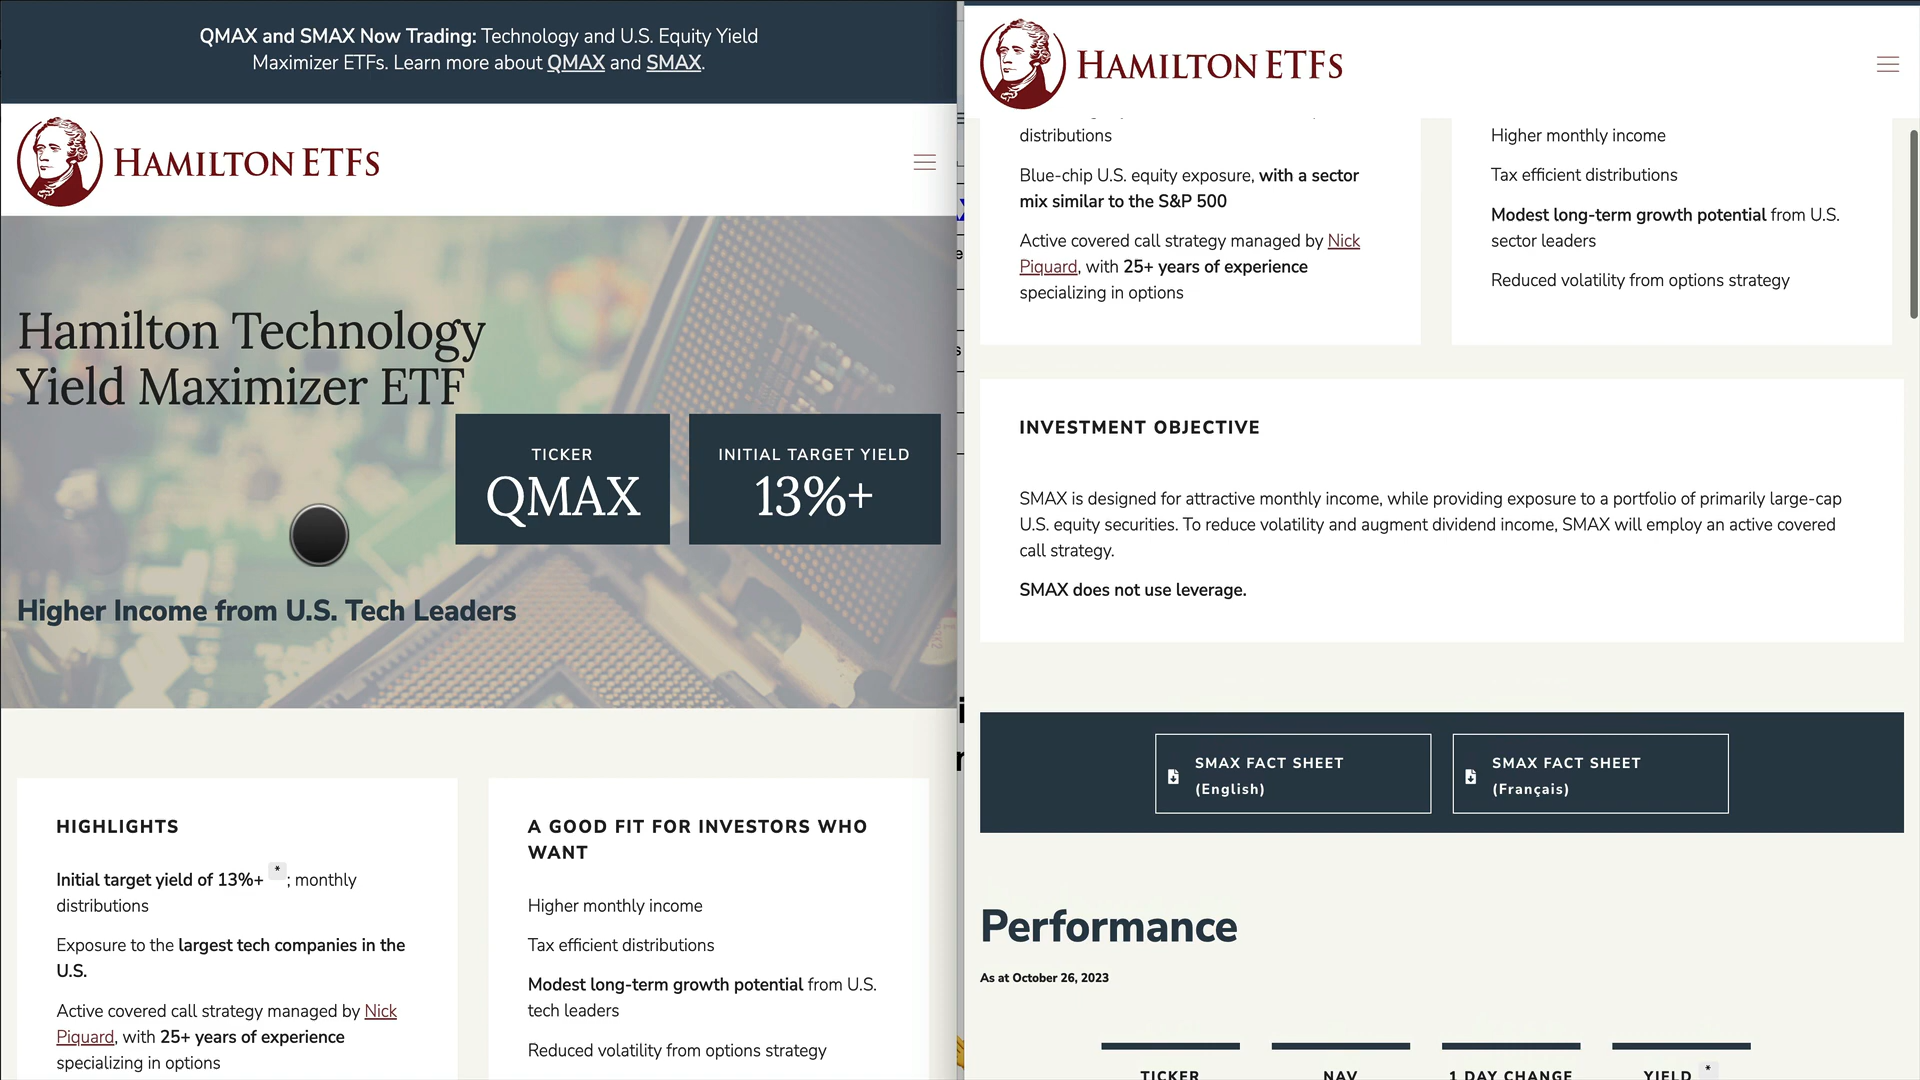 QMAX and SMAX Now Trading: Technology and U.S. Equity Yield
Maximizer ETFs. Learn more about QMAX and SMAX.
HAMILTON ETFs
Hamilton Technology
Yield Maximizer ETF
TICKER
QMAX
INITIAL TARGET YIELD
13%+
Higher Income from U.S. Tech Leaders
HIGHLIGHTS
Initial target yield of 13%+ * ; monthly
distributions
Exposure to the largest tech companies in the
U.S.
Active covered call strategy managed by Nick
Piquard, with 25+ years of experience
specializing in options
A GOOD FIT FOR INVESTORS WHO
WANT
Higher monthly income
Tax efficient distributions
Modest long-term growth potential from U.S.
tech leaders
Reduced volatility from options strategy
HAMILTON ETFs
distributions
Blue-chip U.S. equity exposure, with a sector
mix similar to the S&P 500
Active covered call strategy managed by Nick
Piquard, with 25+ years of experience
specializing in options
Higher monthly income
Tax efficient distributions
Modest long-term growth potential from U.S.
sector leaders
Reduced volatility from options strategy
INVESTMENT OBJECTIVE
SMAX is designed for attractive monthly income, while providing exposure to a portfolio of primarily large-cap
U.S. equity securities. To reduce volatility and augment dividend income, SMAX will employ an active covered
call strategy.
SMAX does not use leverage.
SMAX FACT SHEET
(English)
SMAX FACT SHEET
(Français)
Performance
As at October 26, 2023
TICKER
NAV
1 DAY CHANGE
YIELD *